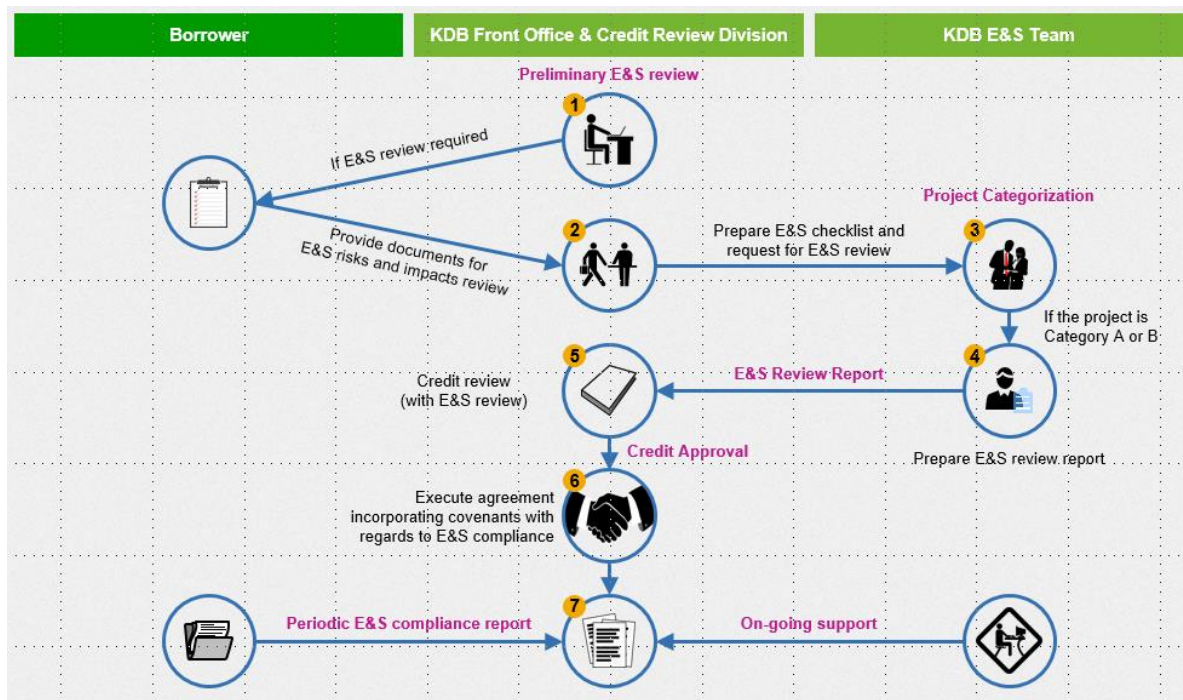 Borrower
KDB Front Office & Credit Review Division
KDB E&S Team
Preliminary E&S review
1
If E&S review required
Project Categorization
Provide documents for
E&S risks and impacts review
2
Prepare E&S checklist and
request for E&S review
3
If the project is
Category A or B
5
E&S Review Report
4
Credit review
(with E&S review)
Credit Approval
Prepare E&S review report
6
Execute agreement
incorporating covenants with
regards to E&S compliance
7
Periodic E&S compliance report
On-going support